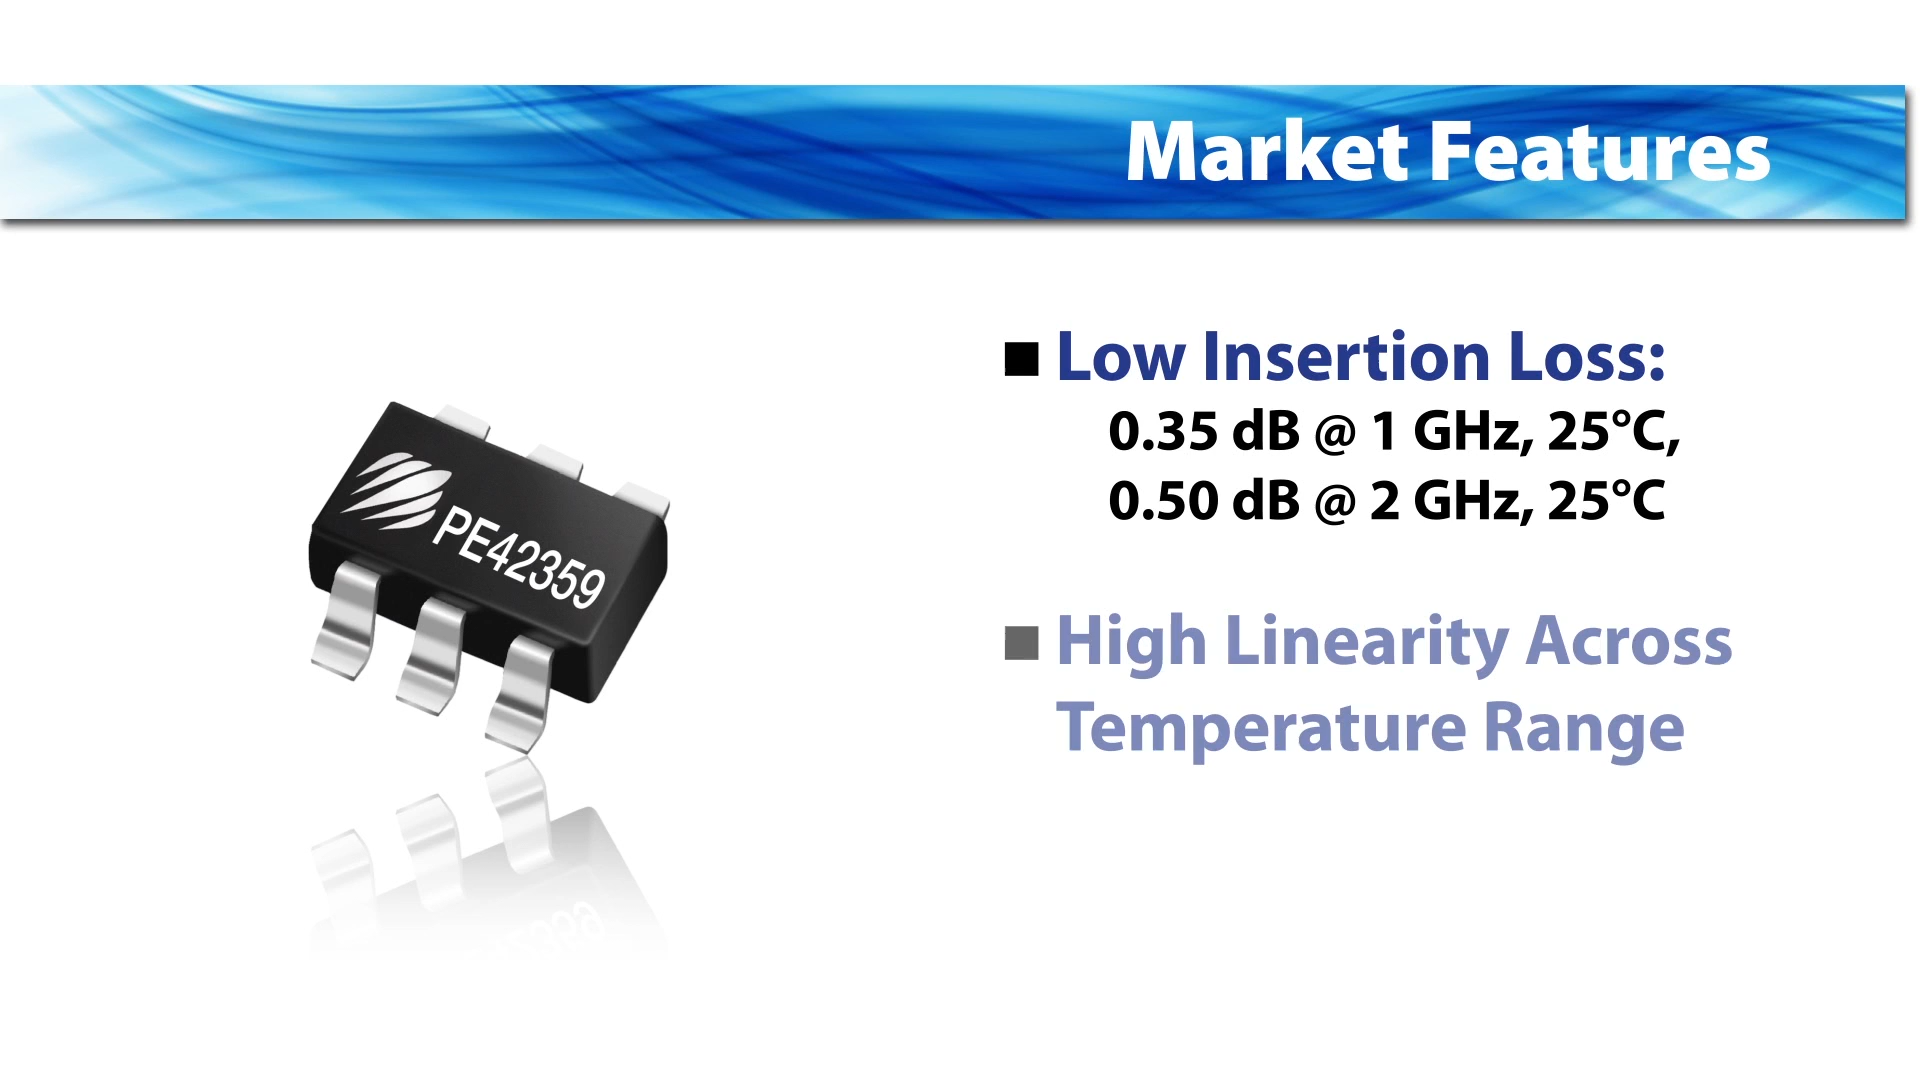 Market Features
Low Insertion Loss:
0.35 dB @ 1 GHz, 25°C,
0.50 dB @ 2 GHz, 25°C
High Linearity Across
Temperature Range
PE42359